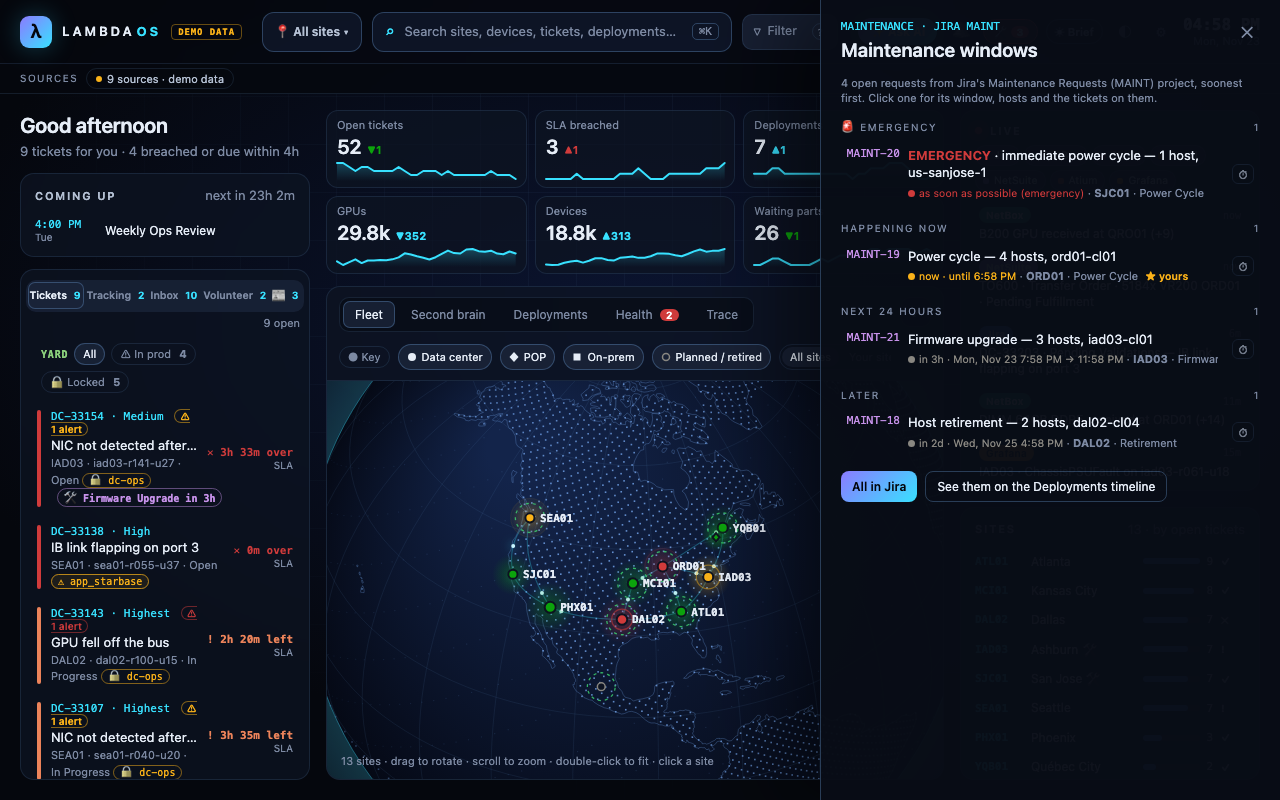 λ LAMBDA OS DEMO DATA
📍 All sites ▾
Search sites, devices, tickets, deployments... ⌘K
▽ Filter
SOURCES 9 sources · demo data
Good afternoon
9 tickets for you · 4 breached or due within 4h
COMING UP next in 23h 2m
4:00 PM
Tue
Weekly Ops Review
Tickets 9 Tracking 2 Inbox 10 Volunteer 2 📰 3
9 open
YARD All ⚠ In prod 4
🔒 Locked 5
DC-33154 · Medium ⚠
1 alert
NIC not detected after...
× 3h 33m over
SLA
IAD03 · iad03-r141-u27 ·
Open 🔒 dc-ops
🛠 Firmware Upgrade in 3h
DC-33138 · High
IB link flapping on port 3
× 0m over
SLA
SEA01 · sea01-r055-u37 · Open
⚠ app_starbase
DC-33143 · Highest ⚠
1 alert
GPU fell off the bus
! 2h 20m left
SLA
DAL02 · dal02-r100-u15 · In
Progress 🔒 dc-ops
DC-33107 · Highest ⚠
1 alert
NIC not detected after...
! 3h 35m left
SLA
SEA01 · sea01-r040-u20 ·
In Progress 🔒 dc-ops
Open tickets
52 ▼1
SLA breached
3 ▲1
Deployments
7 ▲1
GPUs
29.8k ▼352
Devices
18.8k ▲313
Waiting parts
26 ▼1
Fleet Second brain Deployments Health 2 Trace
Key Data center POP On-prem Planned / retired All sit
SEA01
YQB01
SJC01
ORD01
MCI01
IAD03
PHX01
DAL02
ATL01
13 sites · drag to rotate · scroll to zoom · double-click to fit · click a site
MAINTENANCE · JIRA MAINT
Maintenance windows
4 open requests from Jira's Maintenance Requests (MAINT) project, soonest
first. Click one for its window, hosts and the tickets on them.
🚨 EMERGENCY 1
MAINT-20 EMERGENCY · immediate power cycle — 1 host,
us-sanjose-1
as soon as possible (emergency) · SJC01 · Power Cycle
HAPPENING NOW 1
MAINT-19 Power cycle — 4 hosts, ord01-cl01
now · until 6:58 PM · ORD01 · Power Cycle ★ yours
NEXT 24 HOURS 1
MAINT-21 Firmware upgrade — 3 hosts, iad03-cl01
in 3h · Mon, Nov 23 7:58 PM → 11:58 PM · IAD03 · Firmwar
LATER 1
MAINT-18 Host retirement — 2 hosts, dal02-cl04
in 2d · Wed, Nov 25 4:58 PM · DAL02 · Retirement
All in Jira See them on the Deployments timeline